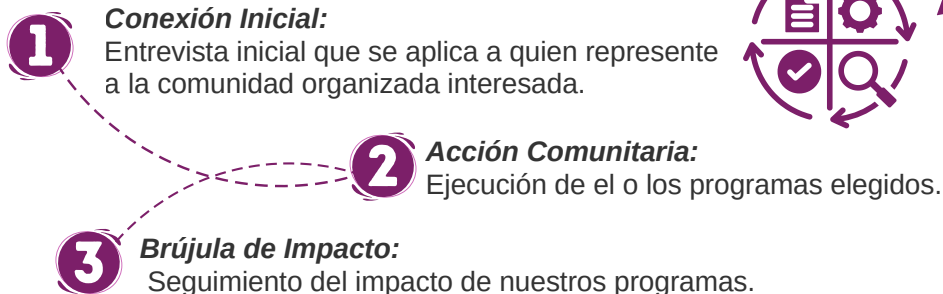 1
Conexión Inicial:
Entrevista inicial que se aplica a quien represente
a la comunidad organizada interesada.
2
Acción Comunitaria:
Ejecución de el o los programas elegidos.
3
Brújula de Impacto:
Seguimiento del impacto de nuestros programas.